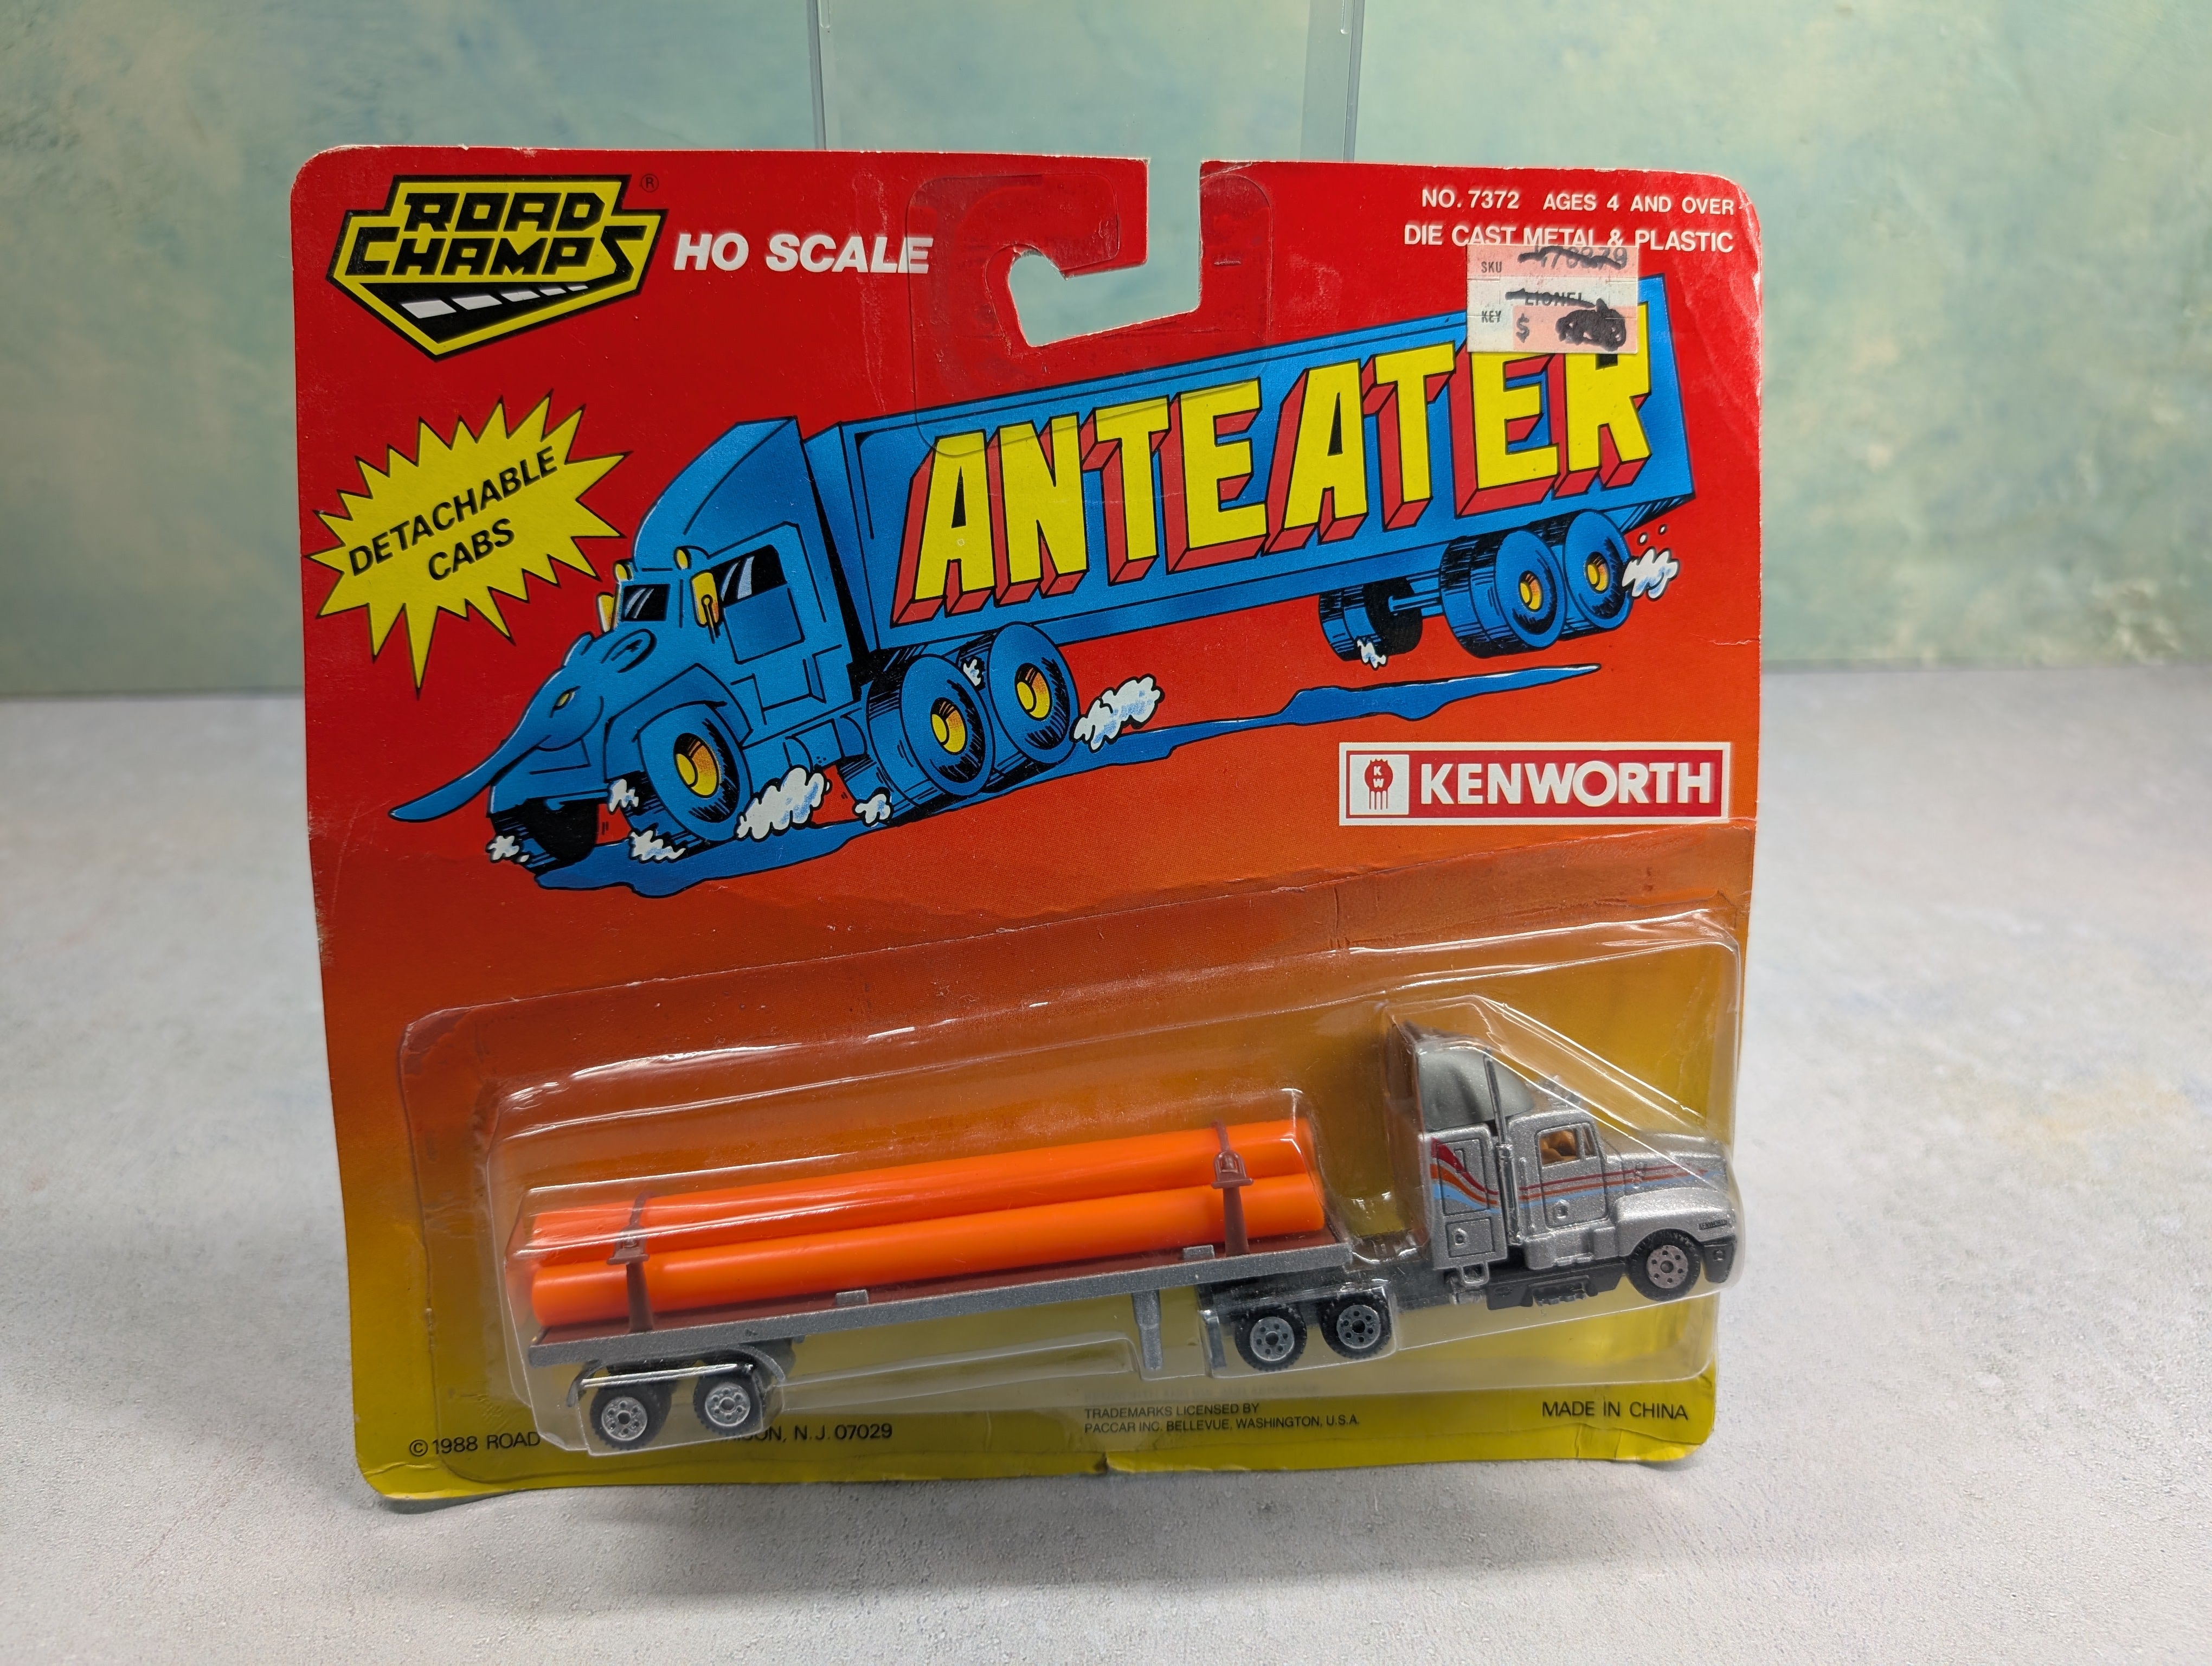 ROAD
CHAMPS
®
HO SCALE
NO. 7372 AGES 4 AND OVER
DIE CAST METAL & PLASTIC
SKU
LIONEL
KEY $
DETACHABLE
CABS
ANTEATER
KW
KENWORTH
© 1988 ROAD
N.J. 07029
TRADEMARKS LICENSED BY
PACCAR INC. BELLEVUE, WASHINGTON, U.S.A.
MADE IN CHINA